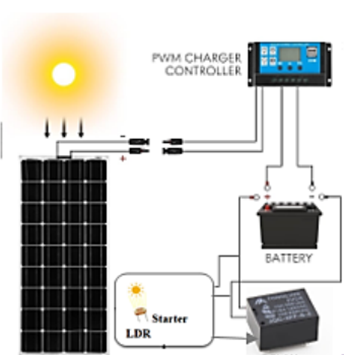 PWM CHARGER
CONTROLLER
-
+
+
-
BATTERY
Starter
LDR